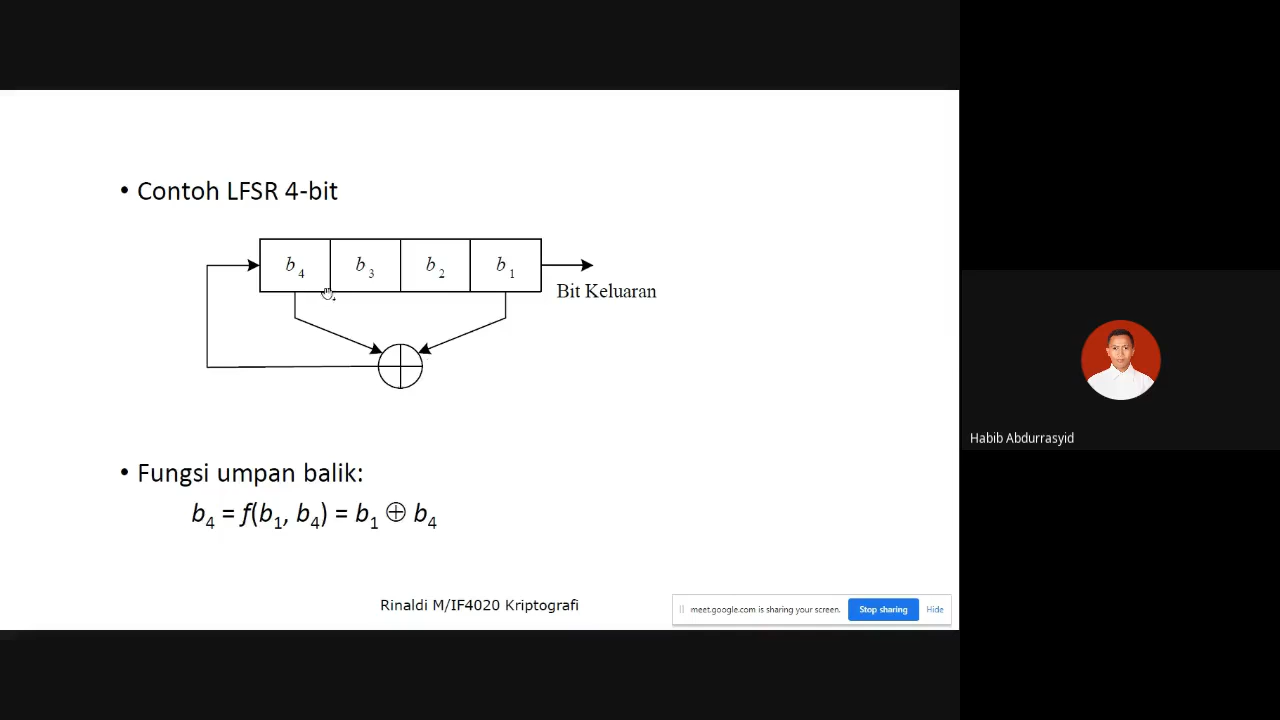 • Contoh LFSR 4-bit
b4 b3 b2 b1
Bit Keluaran
• Fungsi umpan balik:
b4 = f(b1, b4) = b1 ⊕ b4
Rinaldi M/IF4020 Kriptografi
meet.google.com is sharing your screen. Stop sharing Hide
Habib Abdurrasyid